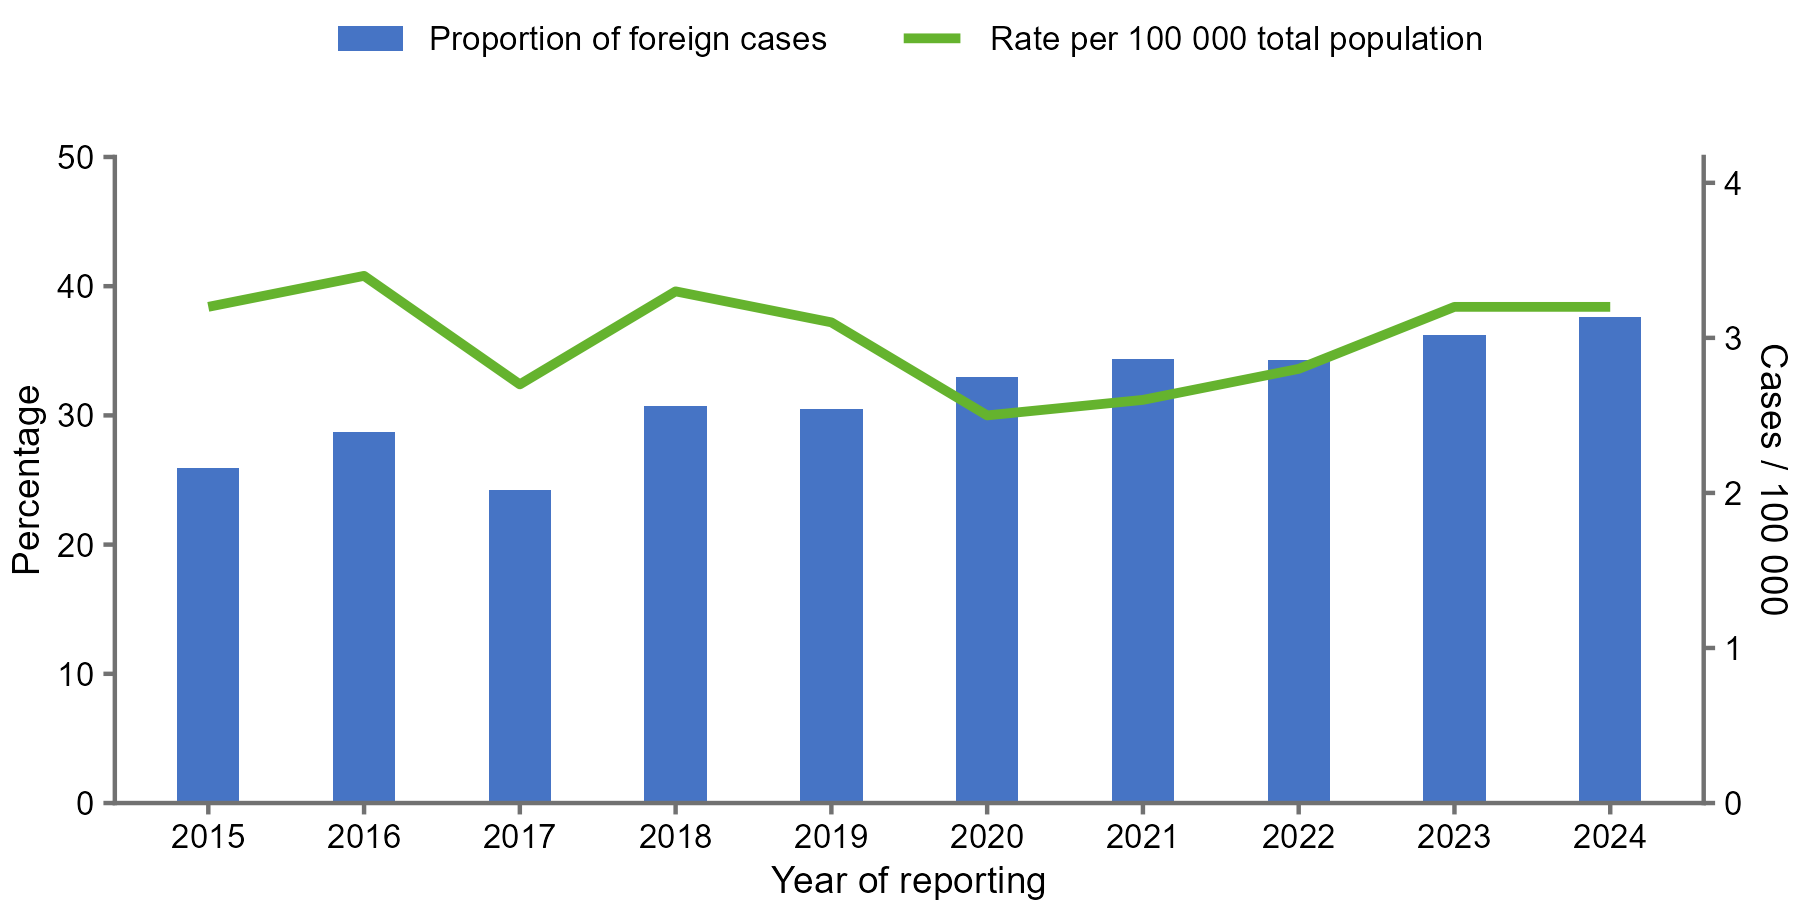 Proportion of foreign cases
Rate per 100 000 total population
50
40
30
20
10
0
Percentage
4
3
2
1
0
Cases / 100 000
2015 2016 2017 2018 2019 2020 2021 2022 2023 2024
Year of reporting